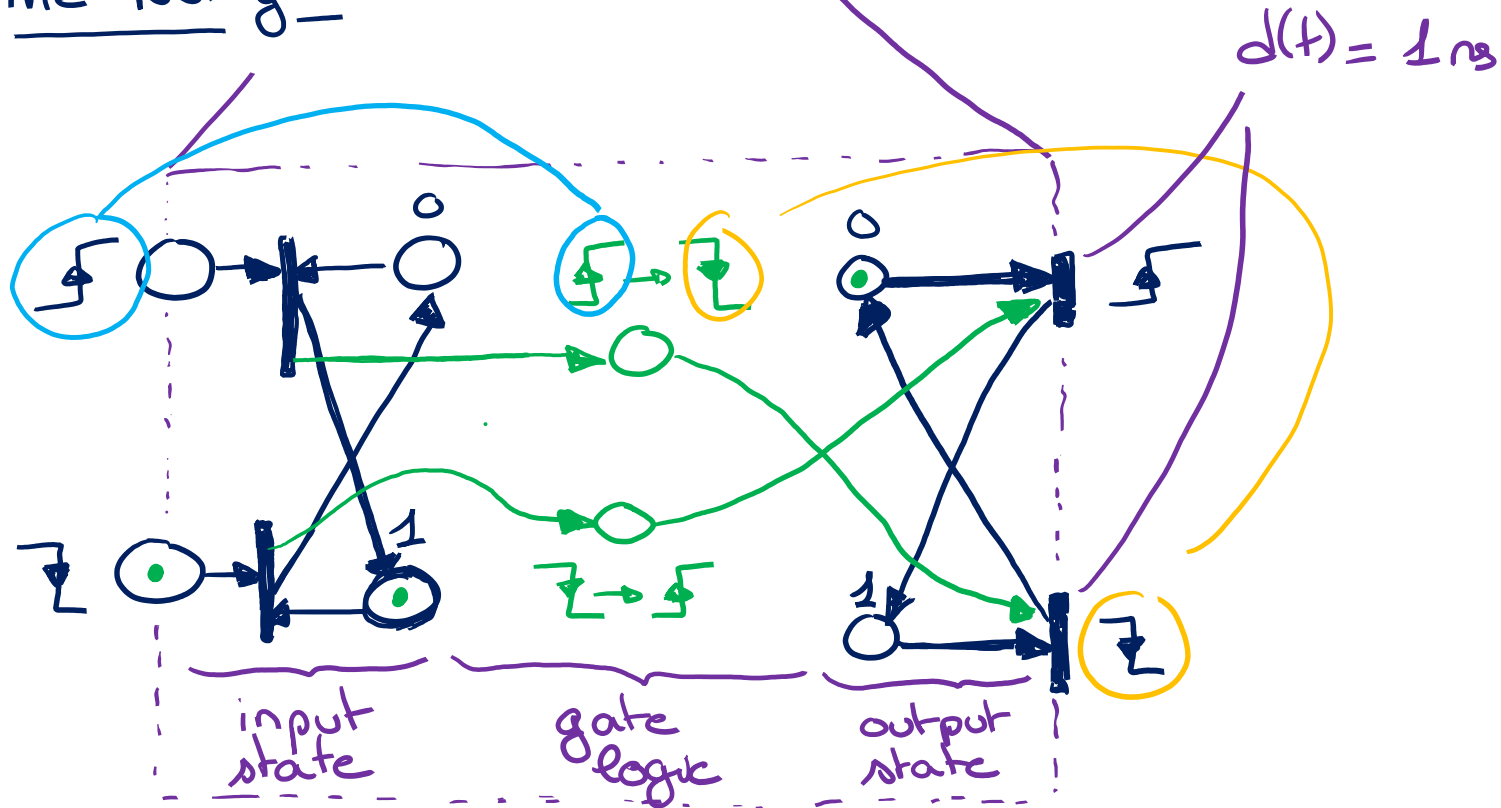 d(t) = 1 ns
0
0
1
1
input
state
gate
logic
output
state